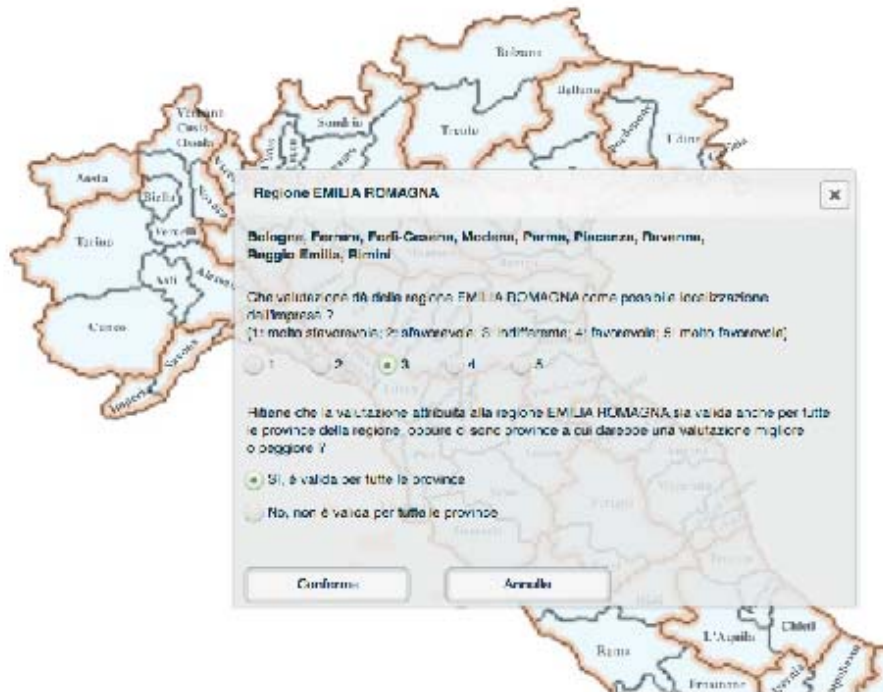 Bolzano
Belluno
Sondrio
Trento
Pordenone
Udine
Verbano
Cusio
Ossola
Aosta
Biella
Novara
Torino
Vercelli
Asti
Cuneo
Savona
Imperia
Regione EMILIA ROMAGNA
Bologna, Ferrara, Forlì-Cesena, Modena, Parma, Piacenza, Ravenna,
Reggio Emilia, Rimini
Che valutazione dà della regione EMILIA ROMAGNA come possibile localizzazione
dell'impresa ?
(1: molto sfavorevole; 2: sfavorevole; 3: indifferente; 4: favorevole; 5: molto favorevole)
1 2 3 4 5
Ritiene che la valutazione attribuita alla regione EMILIA ROMAGNA sia valida anche per tutte
le province della regione, oppure ci sono province a cui darebbe una valutazione migliore
o peggiore ?
Sì, è valida per tutte le province
No, non è valida per tutte le province
Conferma Annulla
Roma
L'Aquila
Chieti
Frosinone